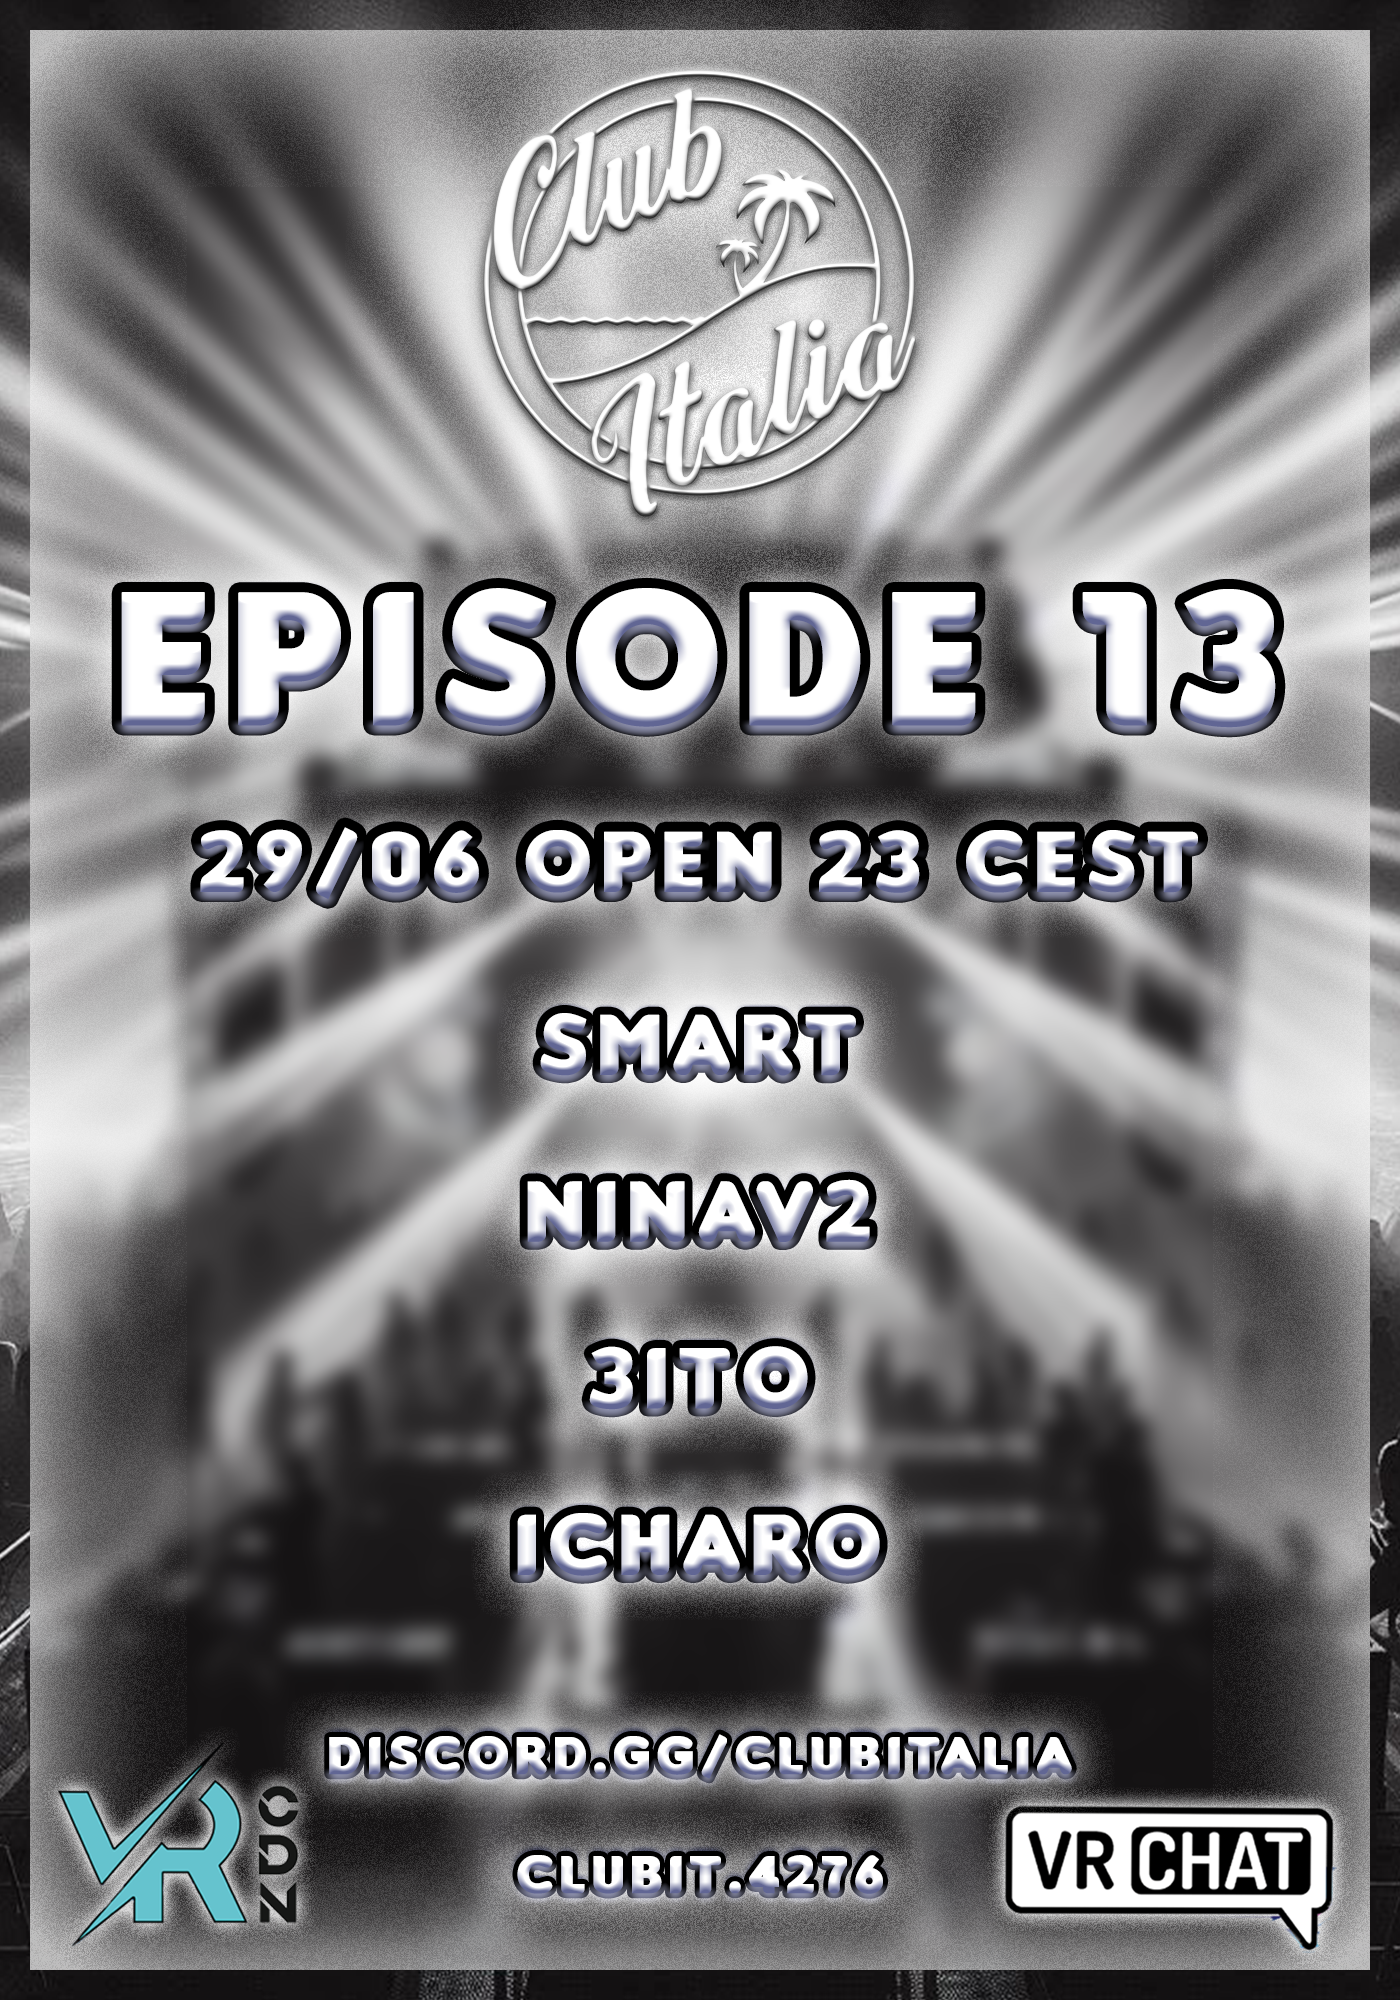 Club
Italia
EPISODE 13
29/06 OPEN 23 CEST
SMART
NINAV2
3ITO
ICHARO
DISCORD.GG/CLUBITALIA
VR CDN
CLUBIT.4276
VR CHAT